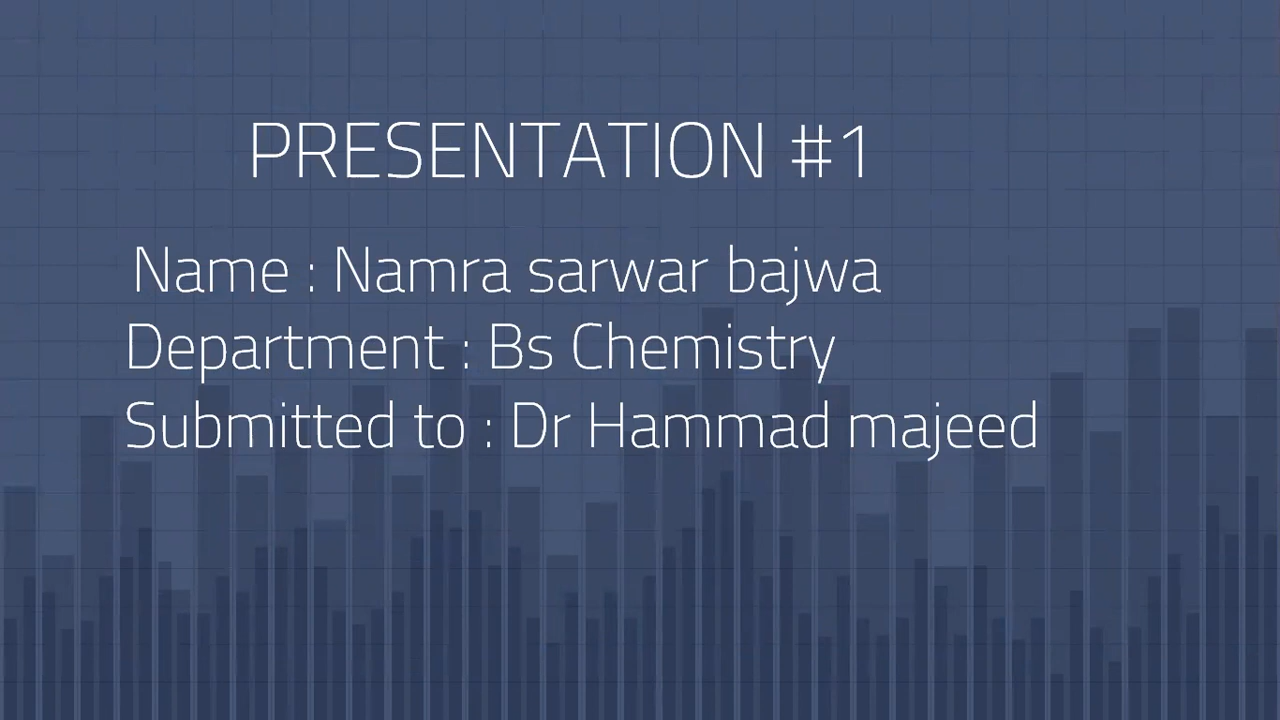 PRESENTATION #1
Name : Namra sarwar bajwa
Department : Bs Chemistry
Submitted to : Dr Hammad majeed